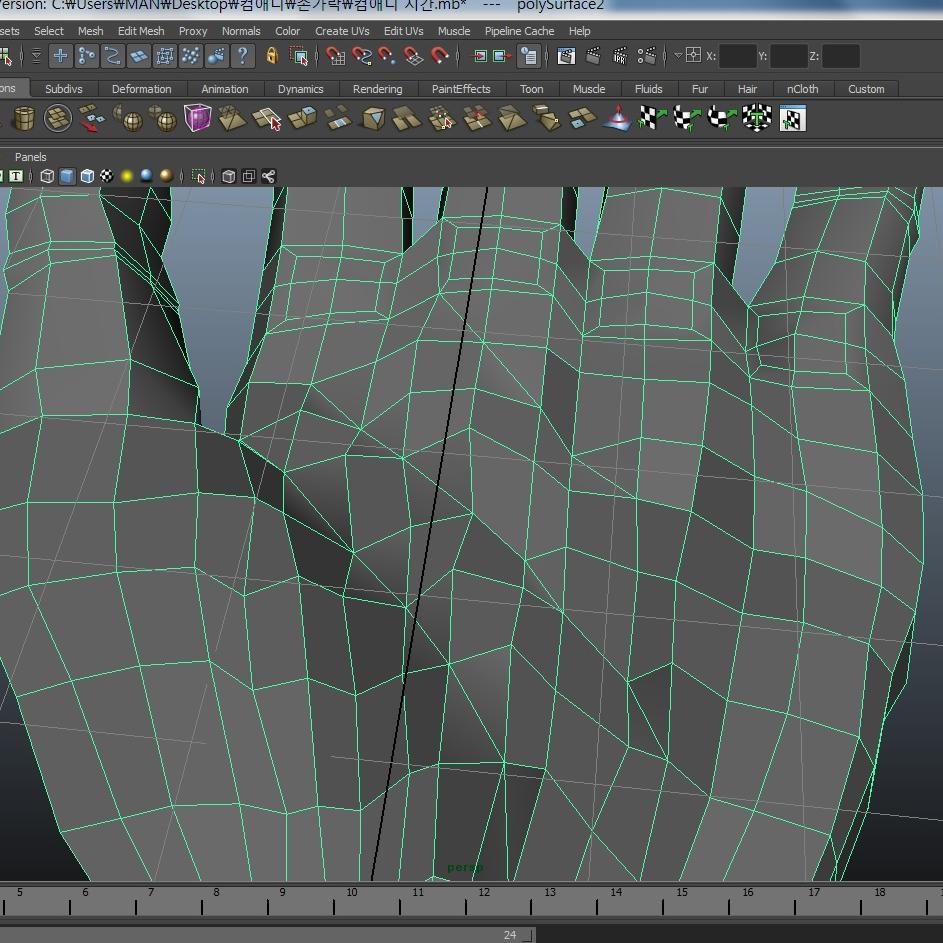 ersion: C:₩Users₩MAN₩Desktop₩컴애니₩손가락₩컴애니 시간.mb* --- polySurface2
sets Select Mesh Edit Mesh Proxy Normals Color Create UVs Edit UVs Muscle Pipeline Cache Help
X: Y: Z:
ons Subdivs Deformation Animation Dynamics Rendering PaintEffects Toon Muscle Fluids Fur Hair nCloth Custom
Panels
persp
5 6 7 8 9 10 11 12 13 14 15 16 17 18
24